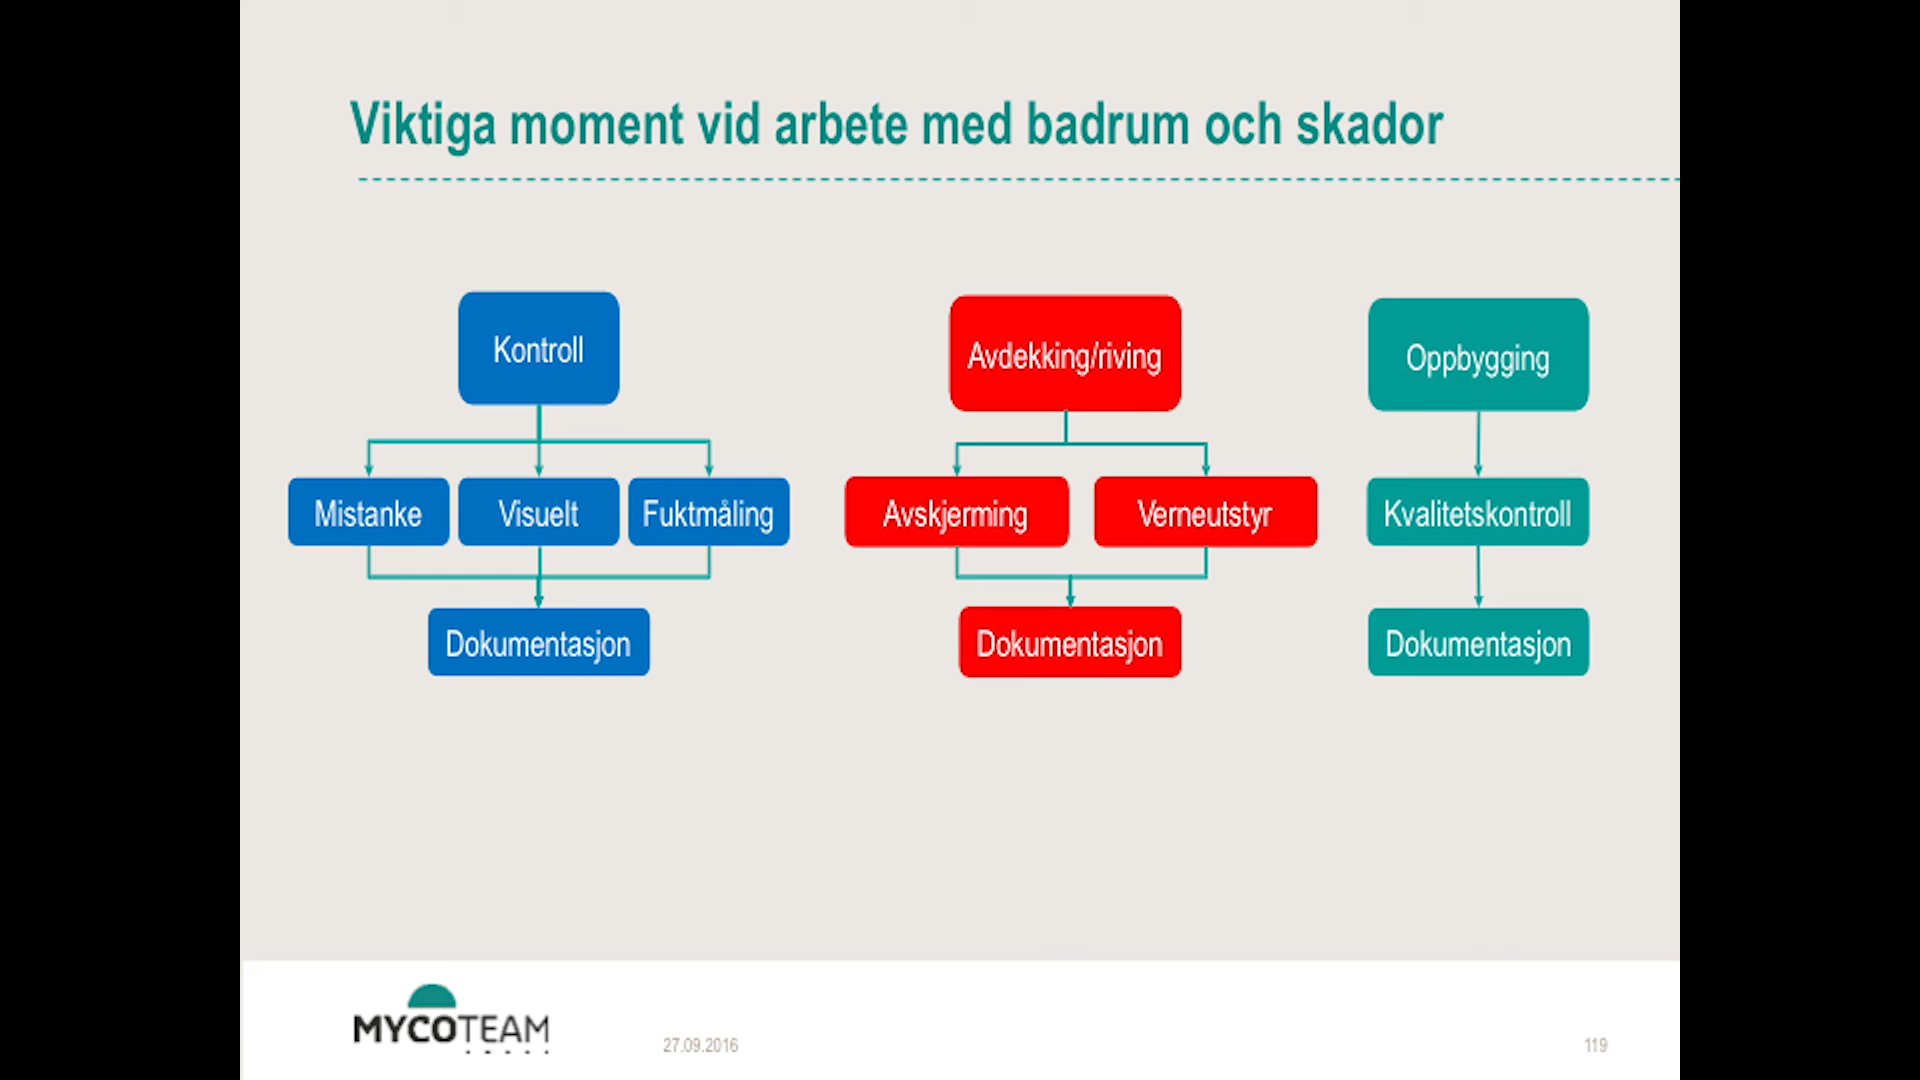 Viktiga moment vid arbete med badrum och skador
Kontroll
Mistanke
Visuelt
Fuktmåling
Dokumentasjon
Avdekking/riving
Avskjerming
Verneutstyr
Dokumentasjon
Oppbygging
Kvalitetskontroll
Dokumentasjon
MYCOTEAM
27.09.2016
119